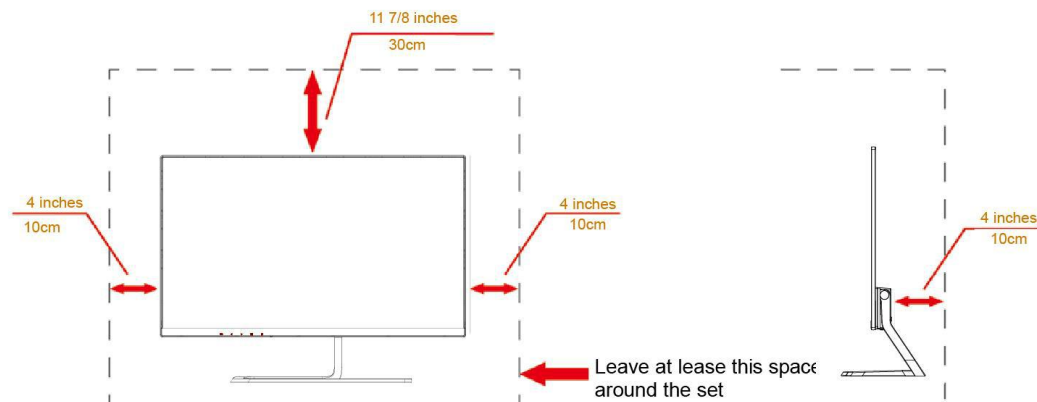 11 7/8 inches
30cm
4 inches
10cm
4 inches
10cm
4 inches
10cm
Leave at lease this space
around the set